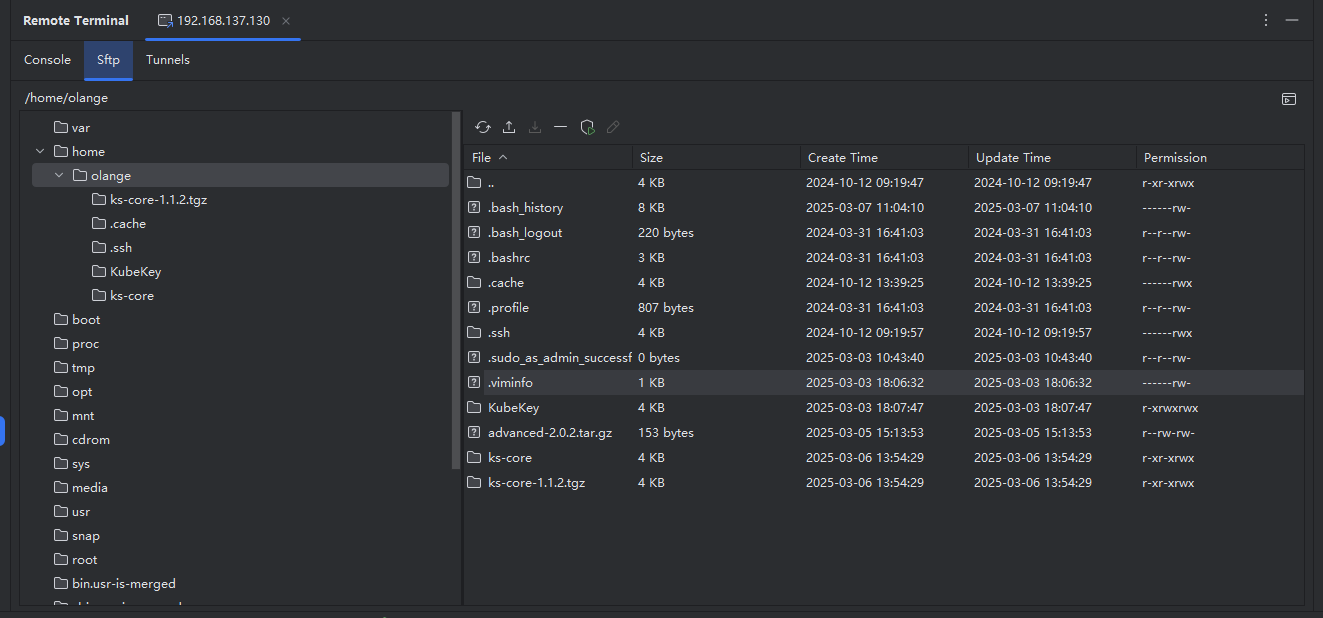 Remote Terminal 192.168.137.130
Console Sftp Tunnels
/home/olange
var
home
olange
ks-core-1.1.2.tgz
.cache
.ssh
KubeKey
ks-core
boot
proc
tmp
opt
mnt
cdrom
sys
media
usr
snap
root
bin.usr-is-merged
File Size Create Time Update Time Permission
.. 4 KB 2024-10-12 09:19:47 2024-10-12 09:19:47 r-xr-xrwx
.bash_history 8 KB 2025-03-07 11:04:10 2025-03-07 11:04:10 ------rw-
.bash_logout 220 bytes 2024-03-31 16:41:03 2024-03-31 16:41:03 r--r--rw-
.bashrc 3 KB 2024-03-31 16:41:03 2024-03-31 16:41:03 r--r--rw-
.cache 4 KB 2024-10-12 13:39:25 2024-10-12 13:39:25 ------rwx
.profile 807 bytes 2024-03-31 16:41:03 2024-03-31 16:41:03 r--r--rw-
.ssh 4 KB 2024-10-12 09:19:57 2024-10-12 09:19:57 ------rwx
.sudo_as_admin_successf 0 bytes 2025-03-03 10:43:40 2025-03-03 10:43:40 r--r--rw-
.viminfo 1 KB 2025-03-03 18:06:32 2025-03-03 18:06:32 ------rw-
KubeKey 4 KB 2025-03-03 18:07:47 2025-03-03 18:07:47 r-xrwxrwx
advanced-2.0.2.tar.gz 153 bytes 2025-03-05 15:13:53 2025-03-05 15:13:53 r--rw-rw-
ks-core 4 KB 2025-03-06 13:54:29 2025-03-06 13:54:29 r-xr-xrwx
ks-core-1.1.2.tgz 4 KB 2025-03-06 13:54:29 2025-03-06 13:54:29 r-xr-xrwx